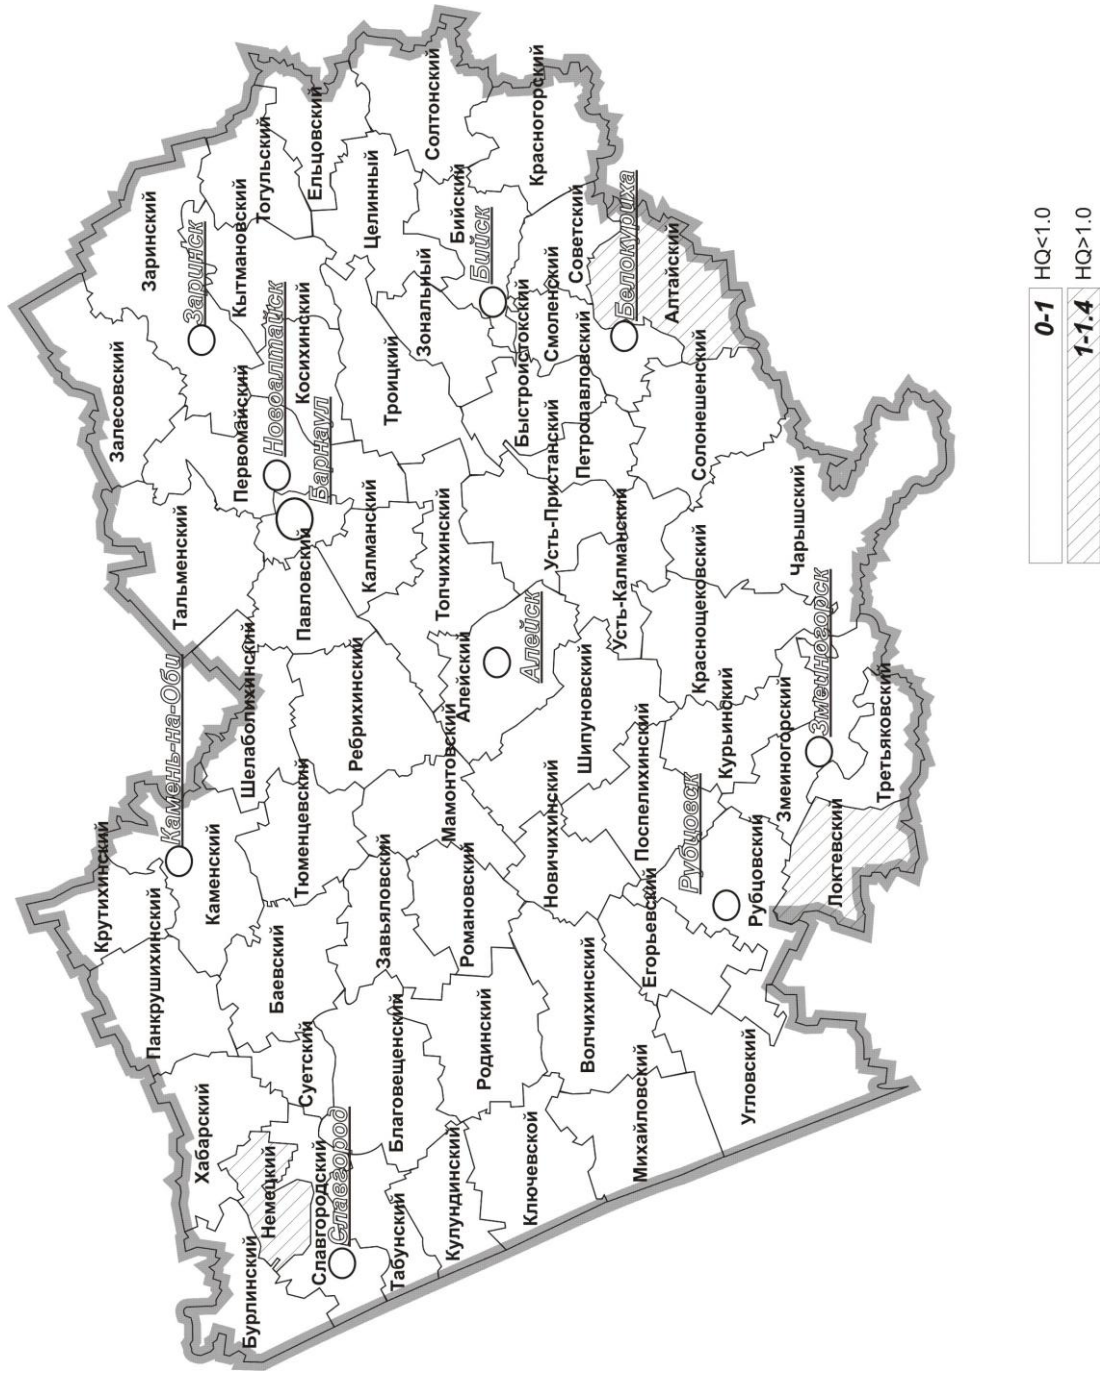 Крутихинский
Панкрушихинский
Камень-на-Оби
Каменский
Хабарский
Баевский
Суетский
Немецкий
Бурлинский
Славгородский
Славгород
Табунский
Кулундинский
Ключевской
Благовещенский
Родинский
Завьяловский
Романовский
Мамонтовский
Тюменцевский
Шелаболихинский
Ребрихинский
Павловский
Тальменский
Залесовский
Заринский
Заринск
Первомайский
Новоалтайск
Барнаул
Косихинский
Кытмановский
Тогульский
Ельцовский
Целинный
Солтонский
Троицкий
Зональный
Бийский
Бийск
Красногорский
Калманский
Топчихинский
Алейский
Алейск
Усть-Пристанский
Быстроистокский
Смоленский
Советский
Петропавловский
Белокуриха
Алтайский
Солонешенский
Усть-Калманский
Чарышский
Краснощековский
Шипуновский
Новичихинский
Поспелихинский
Курьинский
Змеиногорский
Змеиногорск
Третьяковский
Локтевский
Рубцовск
Рубцовский
Егорьевский
Волчихинский
Михайловский
Угловский
0-1 HQ<1.0
1-1.4 HQ>1.0